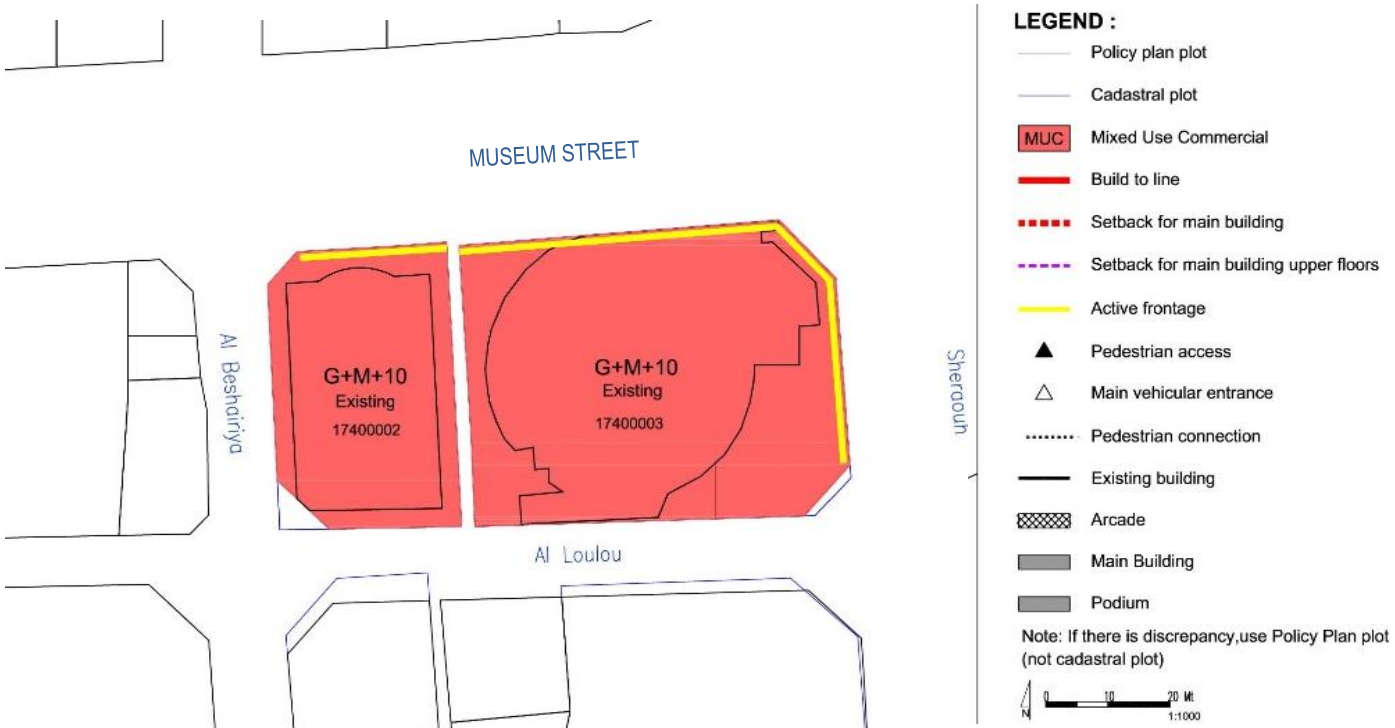 MUSEUM STREET
Al Beshairiya
G+M+10
Existing
17400002
G+M+10
Existing
17400003
Sheraouh
Al Loulou
LEGEND :
Policy plan plot
Cadastral plot
MUC Mixed Use Commercial
Build to line
Setback for main building
Setback for main building upper floors
Active frontage
Pedestrian access
Main vehicular entrance
Pedestrian connection
Existing building
Arcade
Main Building
Podium
Note: If there is discrepancy,use Policy Plan plot
(not cadastral plot)
N 0 10 20 Mt
1:1000